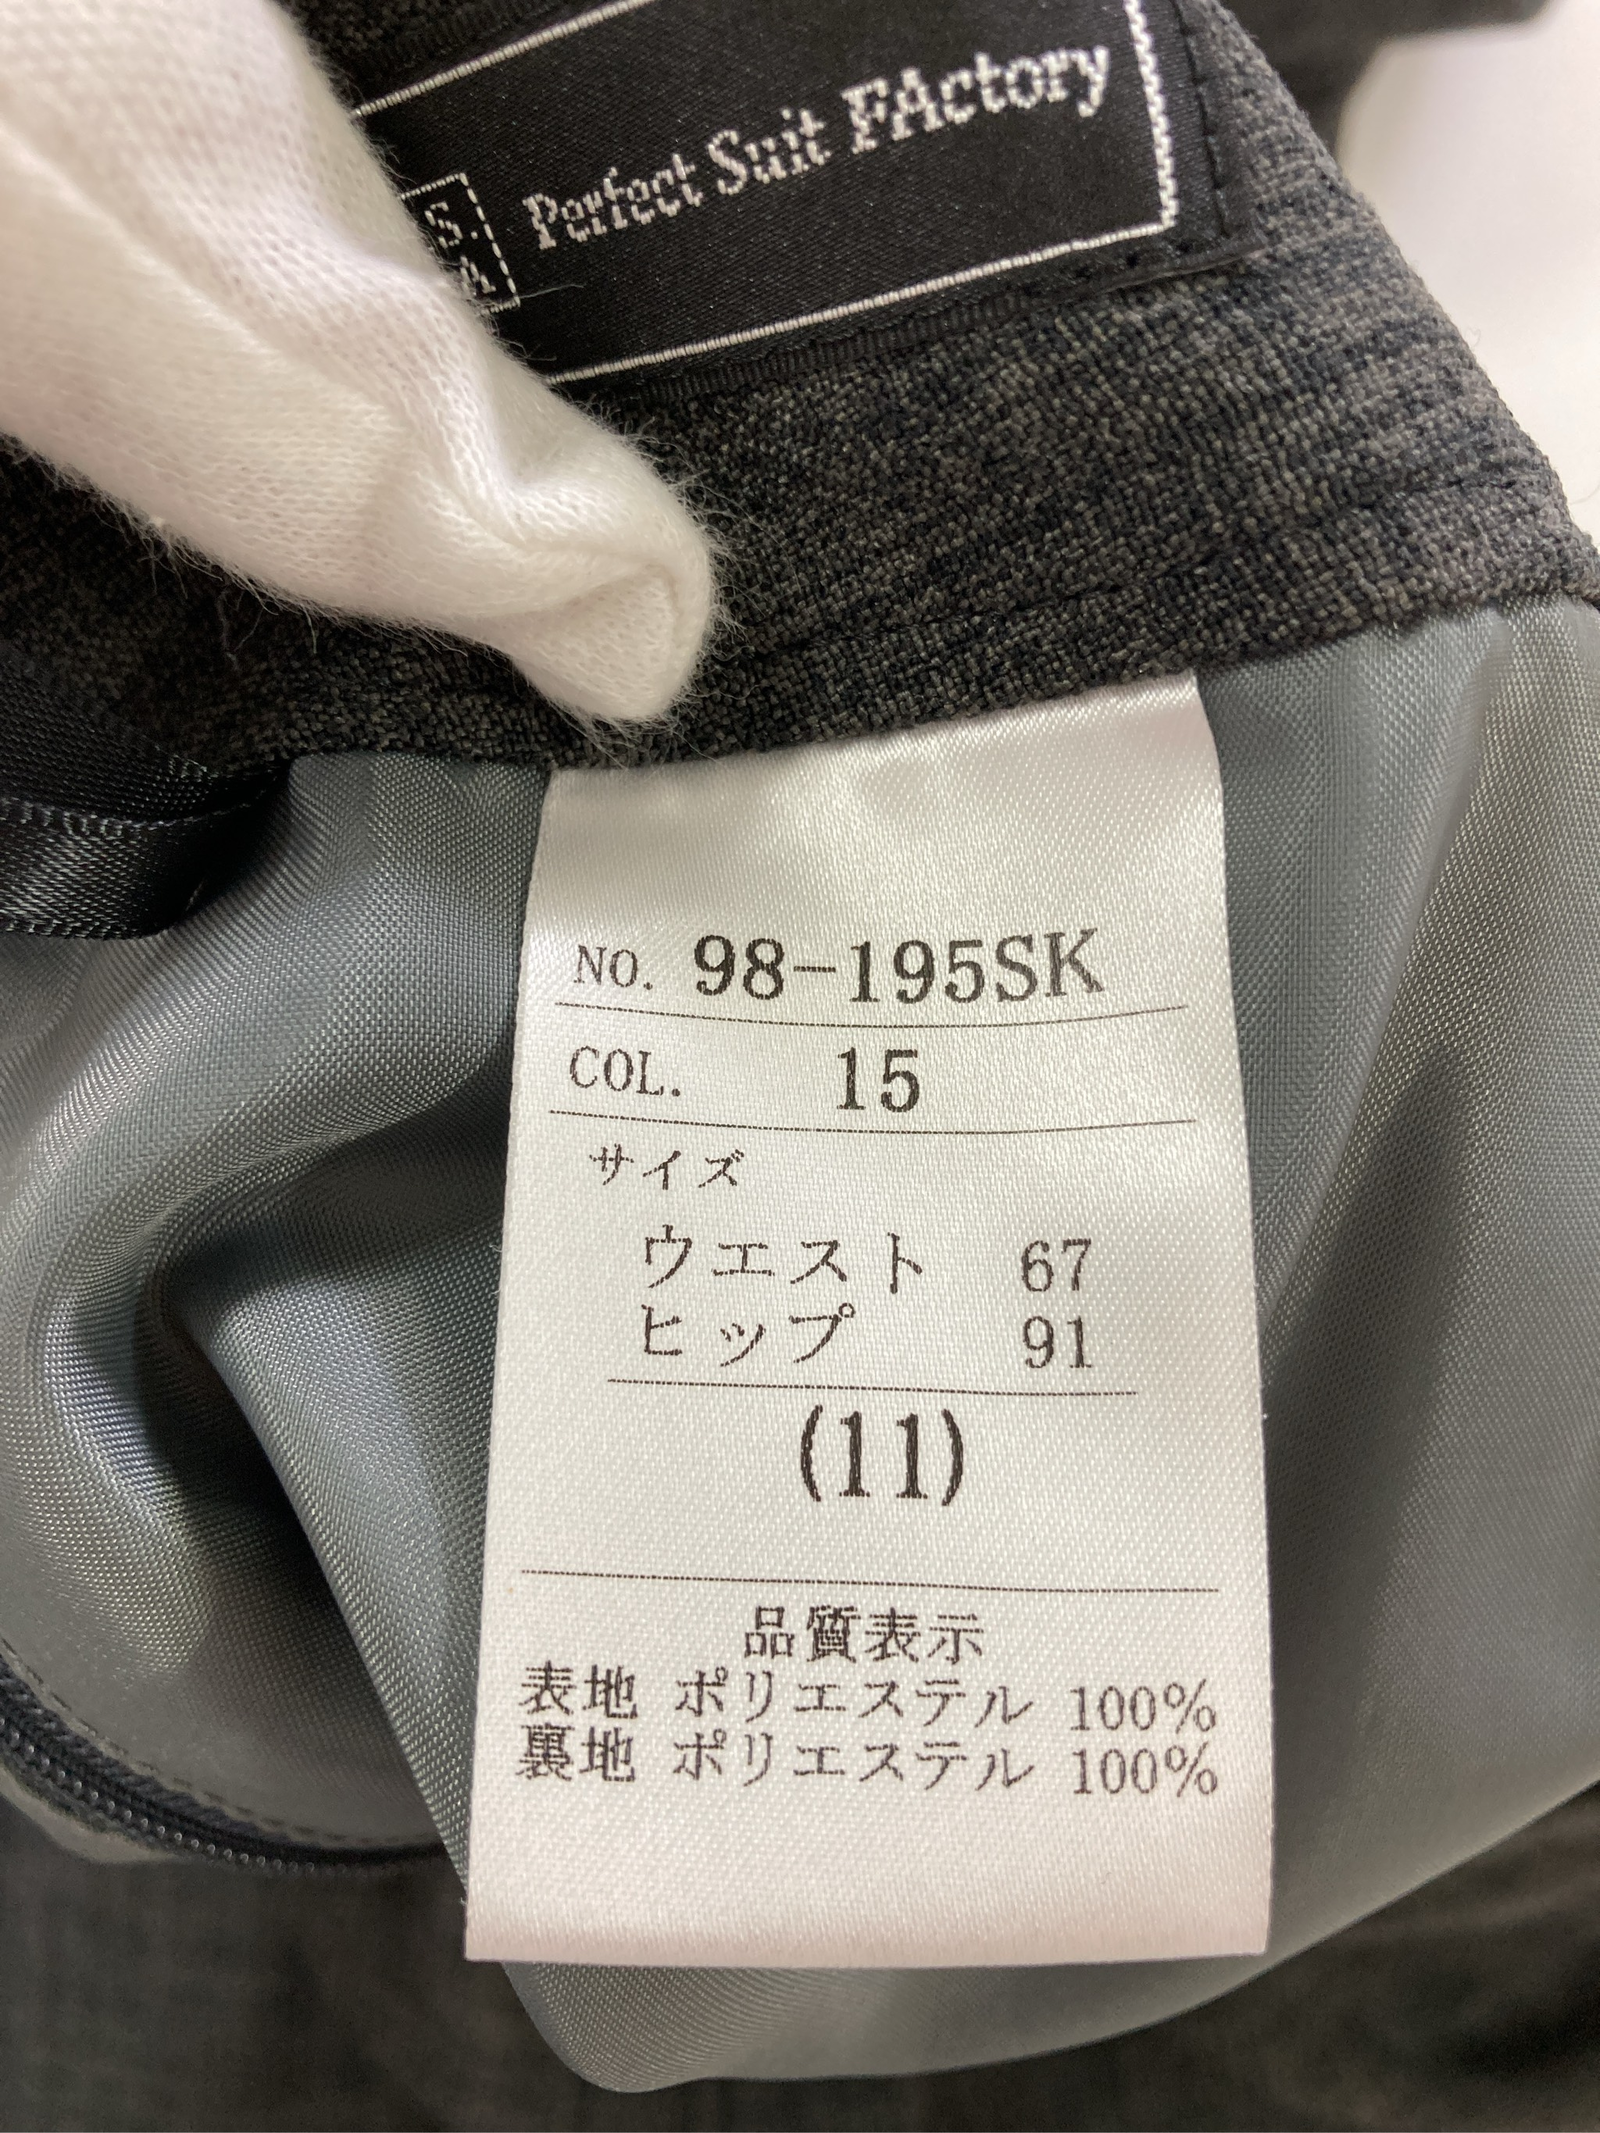 Perfect Suit FActory
S.
A
NO. 98-195SK
COL. 15
サイズ
ウエスト 67
ヒップ 91
(11)
品質表示
表地 ポリエステル 100%
裏地 ポリエステル 100%